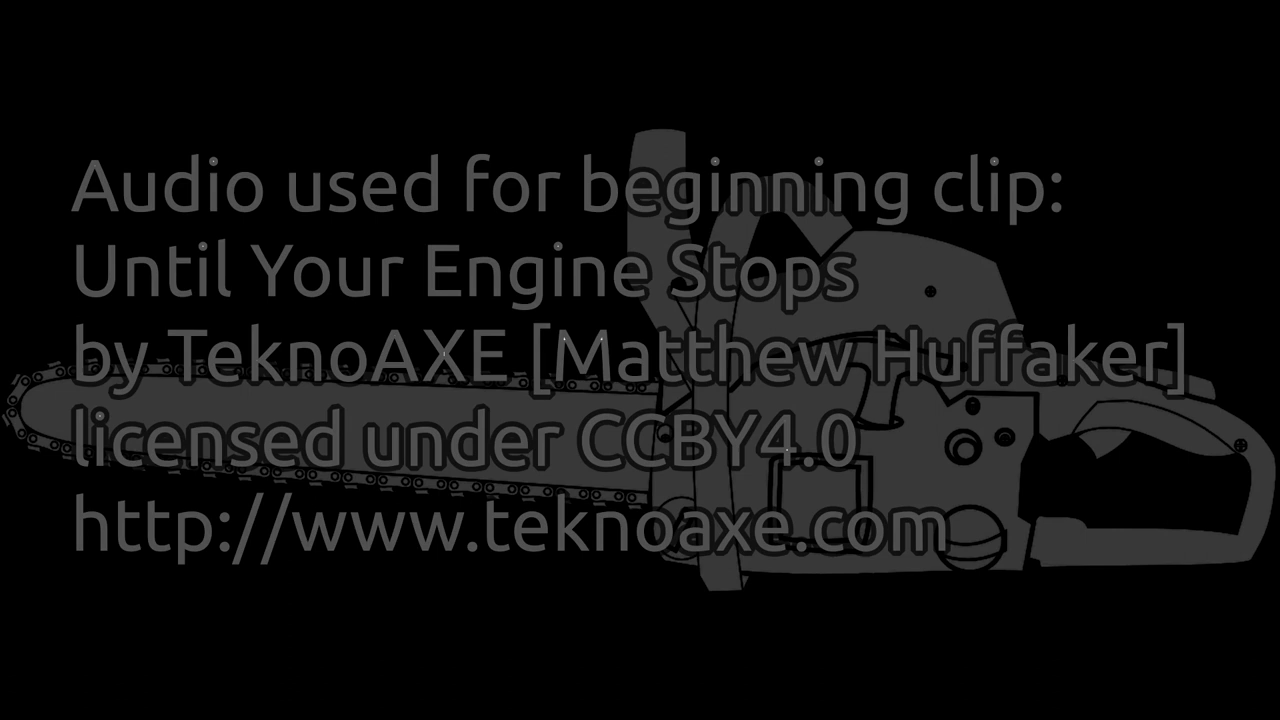 Audio used for beginning clip:
Until Your Engine Stops
by TeknoAXE [Matthew Huffaker]
licensed under CCBY4.0
http://www.teknoaxe.com